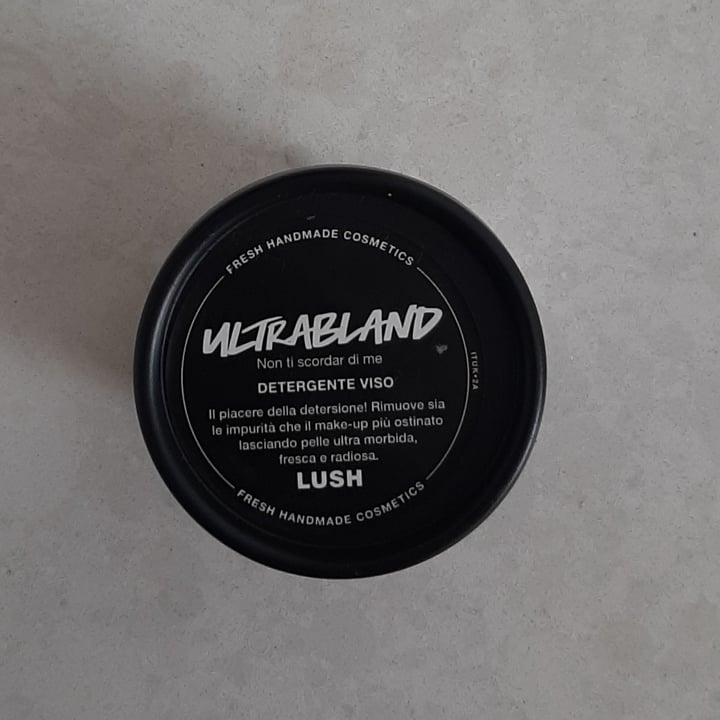 FRESH HANDMADE COSMETICS
ULTRABLAND
Non ti scordar di me
DETERGENTE VISO
Il piacere della detersione! Rimuove sia
le impurità che il make-up più ostinato
lasciando pelle ultra morbida,
fresca e radiosa.
LUSH
FRESH HANDMADE COSMETICS